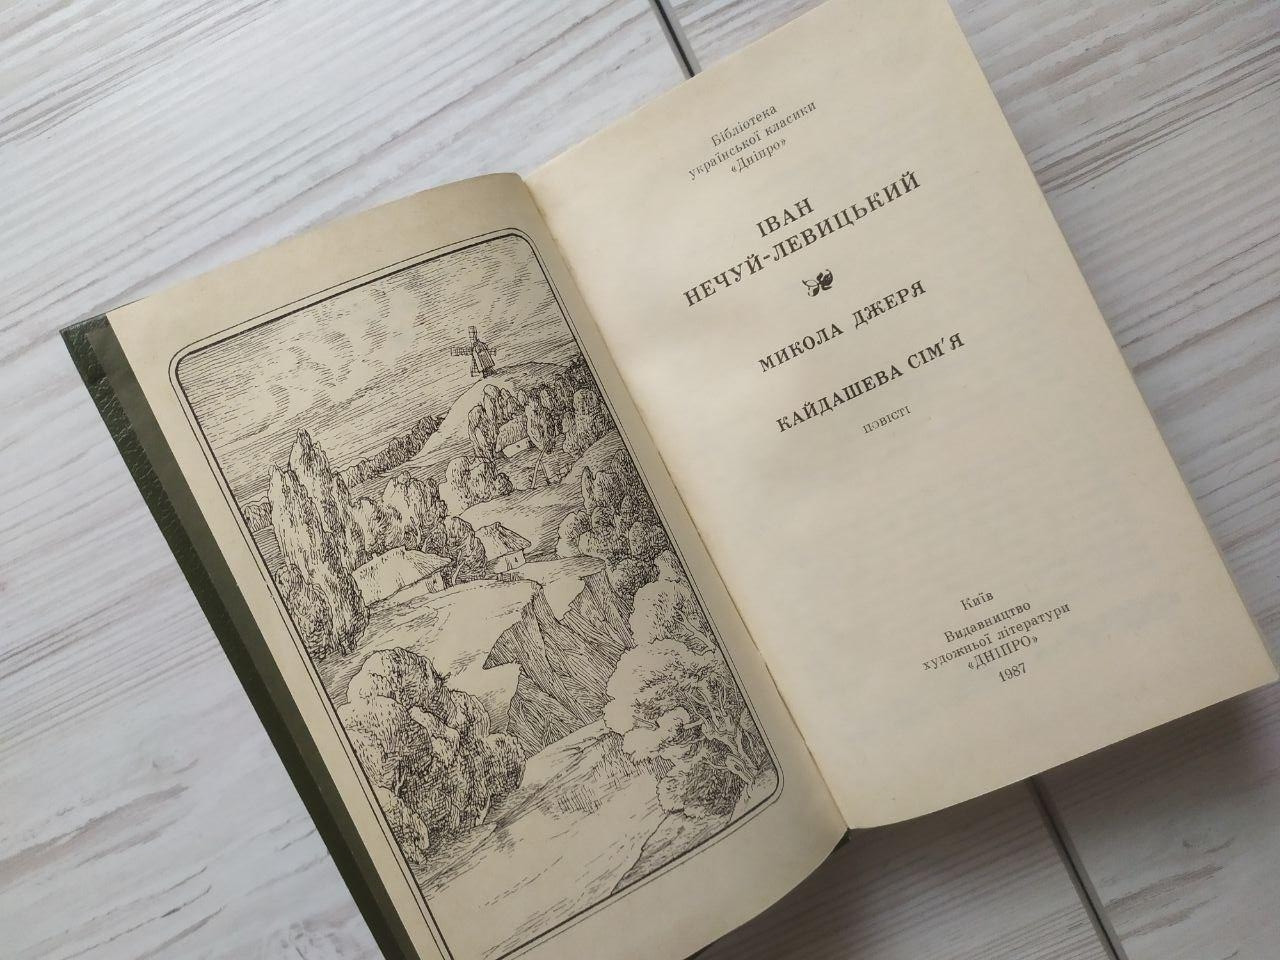 Бібліотека
української класики
«Дніпро»
ІВАН
НЕЧУЙ-ЛЕВИЦЬКИЙ
МИКОЛА ДЖЕРЯ
КАЙДАШЕВА СІМ'Я
ПОВІСТІ
Київ
Видавництво
художньої літератури
«ДНІПРО»
1987